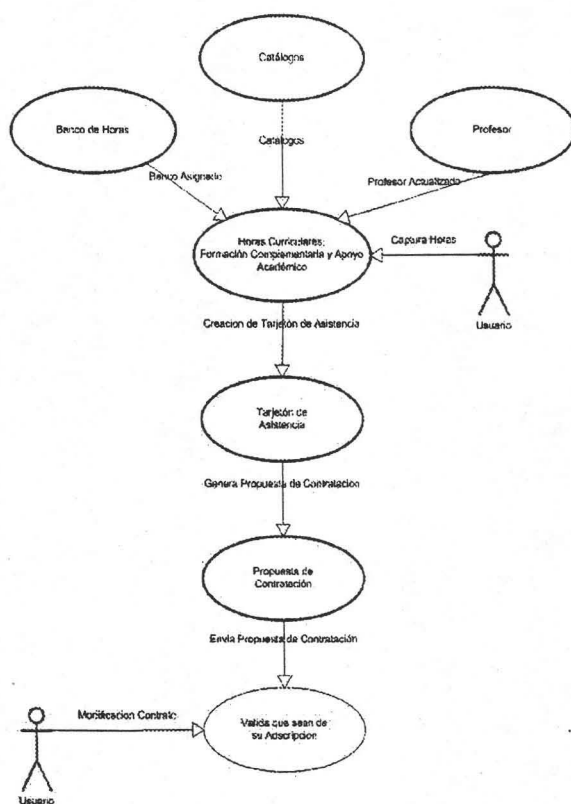 Catálogos
Banco de Horas
Profesor
Catálogos
Banco Asignado
Profesor Actualizado
Horas Curriculares:
Formación Complementaria y Apoyo
Académico
Captura Horas
Usuario
Creacion de Tarjetón de Asistencia
Tarjetón de
Asistencia
Genera Propuesta de Contratacion
Propuesta de
Contratación
Envia Propuesta de Contratación
Modificacion Contrato
Valida que sean de
su Adscripcion
Usuario